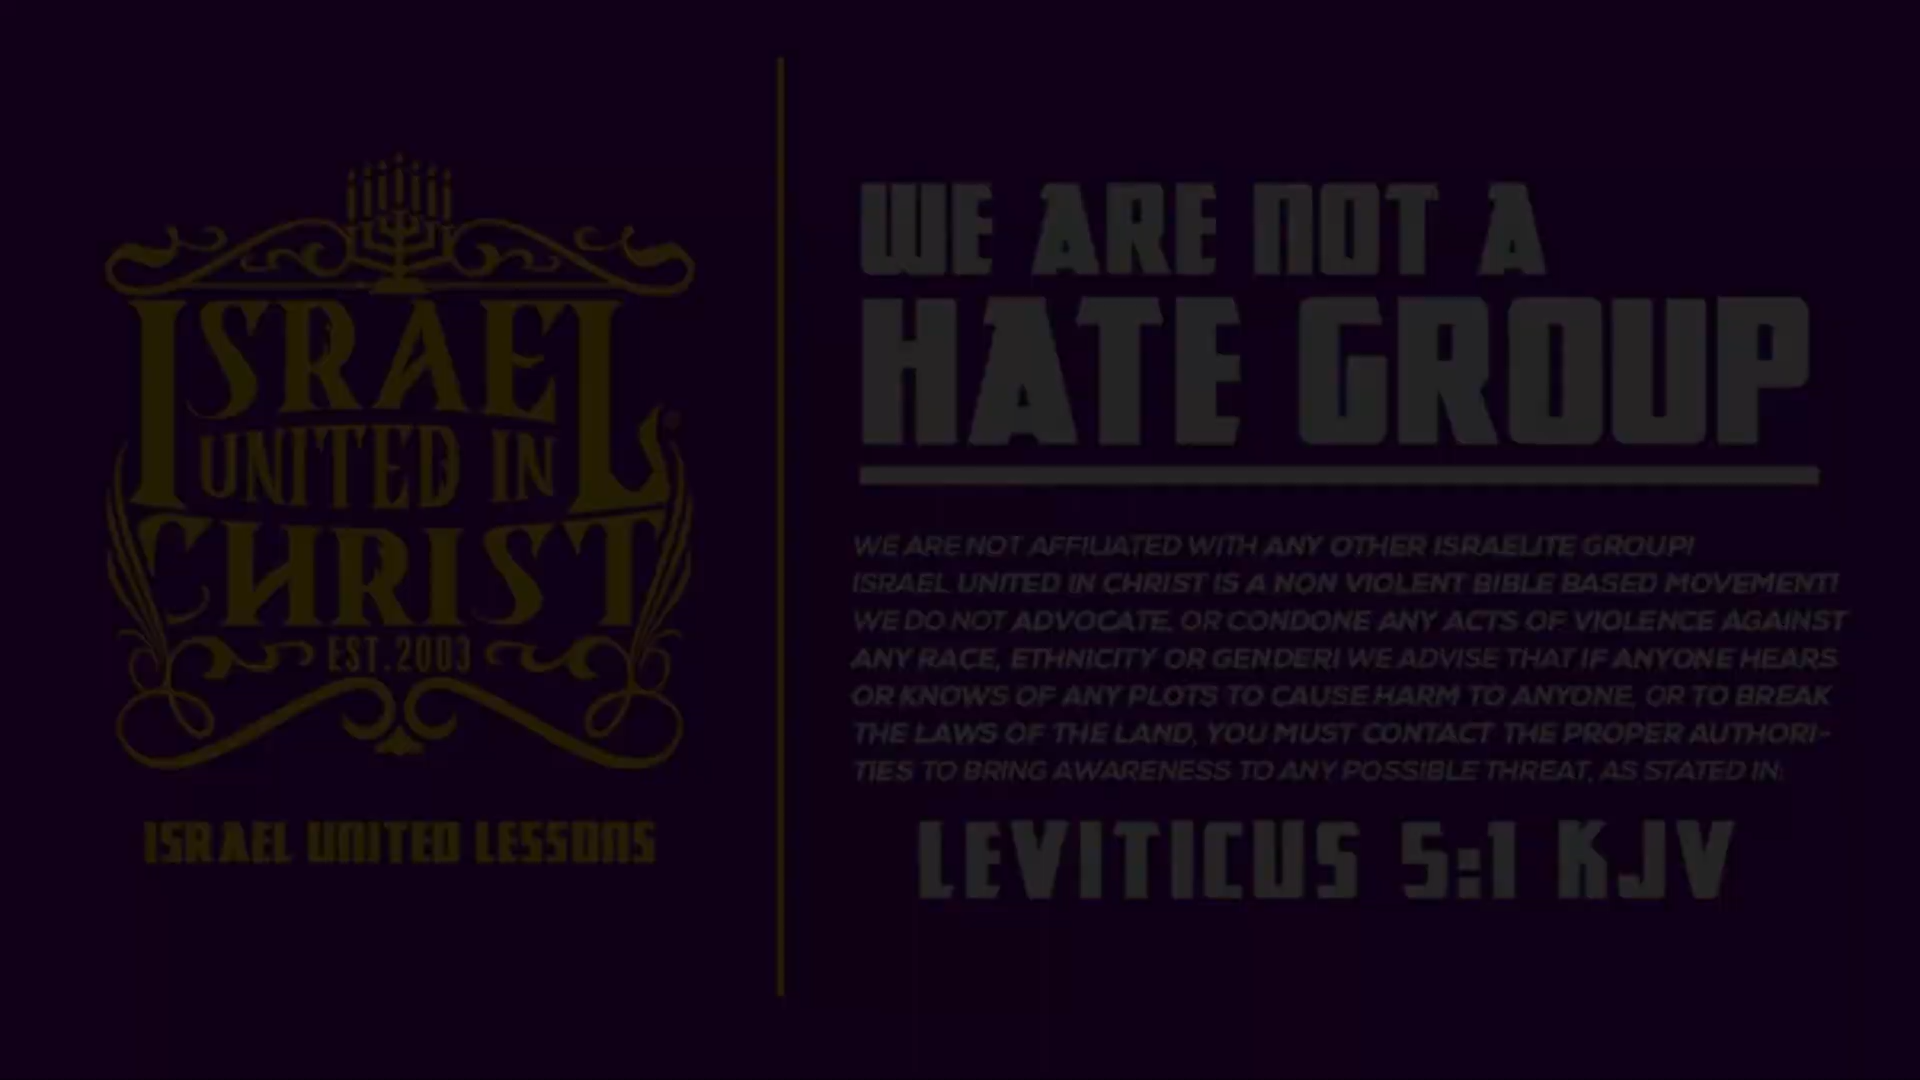 ISRAEL
UNITED IN
CHRIST
EST. 2003
ISRAEL UNITED LESSONS
WE ARE NOT A
HATE GROUP
WE ARE NOT AFFILIATED WITH ANY OTHER ISRAELITE GROUP!
ISRAEL UNITED IN CHRIST IS A NON VIOLENT BIBLE BASED MOVEMENT!
WE DO NOT ADVOCATE, OR CONDONE ANY ACTS OF VIOLENCE AGAINST
ANY RACE, ETHNICITY OR GENDER! WE ADVISE THAT IF ANYONE HEARS
OR KNOWS OF ANY PLOTS TO CAUSE HARM TO ANYONE, OR TO BREAK
THE LAWS OF THE LAND, YOU MUST CONTACT THE PROPER AUTHORI-
TIES TO BRING AWARENESS TO ANY POSSIBLE THREAT, AS STATED IN:
LEVITICUS 5:1 KJV